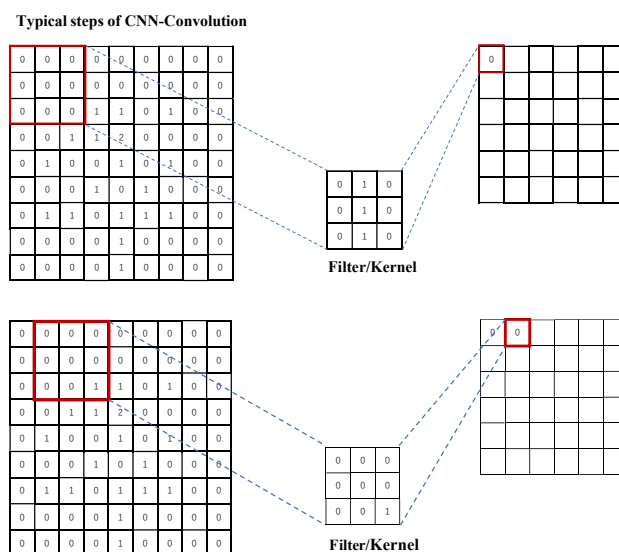 Typical steps of CNN-Convolution
0 0 0 0 0 0 0 0 0
0 0 0 0 0 0 0 0 0
0 0 0 1 1 0 1 0 0
0 0 1 1 2 0 0 0 0
0 1 0 0 1 0 1 0 0
0 0 0 1 0 1 0 0 0
0 1 1 0 1 1 1 0 0
0 0 0 0 1 0 0 0 0
0 0 0 0 1 0 0 0 0
0 1 0
0 1 0
0 1 0
Filter/Kernel
0
0 0 0 0 0 0 0 0 0
0 0 0 0 0 0 0 0 0
0 0 0 1 1 0 1 0 0
0 0 1 1 2 0 0 0 0
0 1 0 0 1 0 1 0 0
0 0 0 1 0 1 0 0 0
0 1 1 0 1 1 1 0 0
0 0 0 0 1 0 0 0 0
0 0 0 0 1 0 0 0 0
0 0 0
0 0 0
0 0 1
Filter/Kernel
0 0